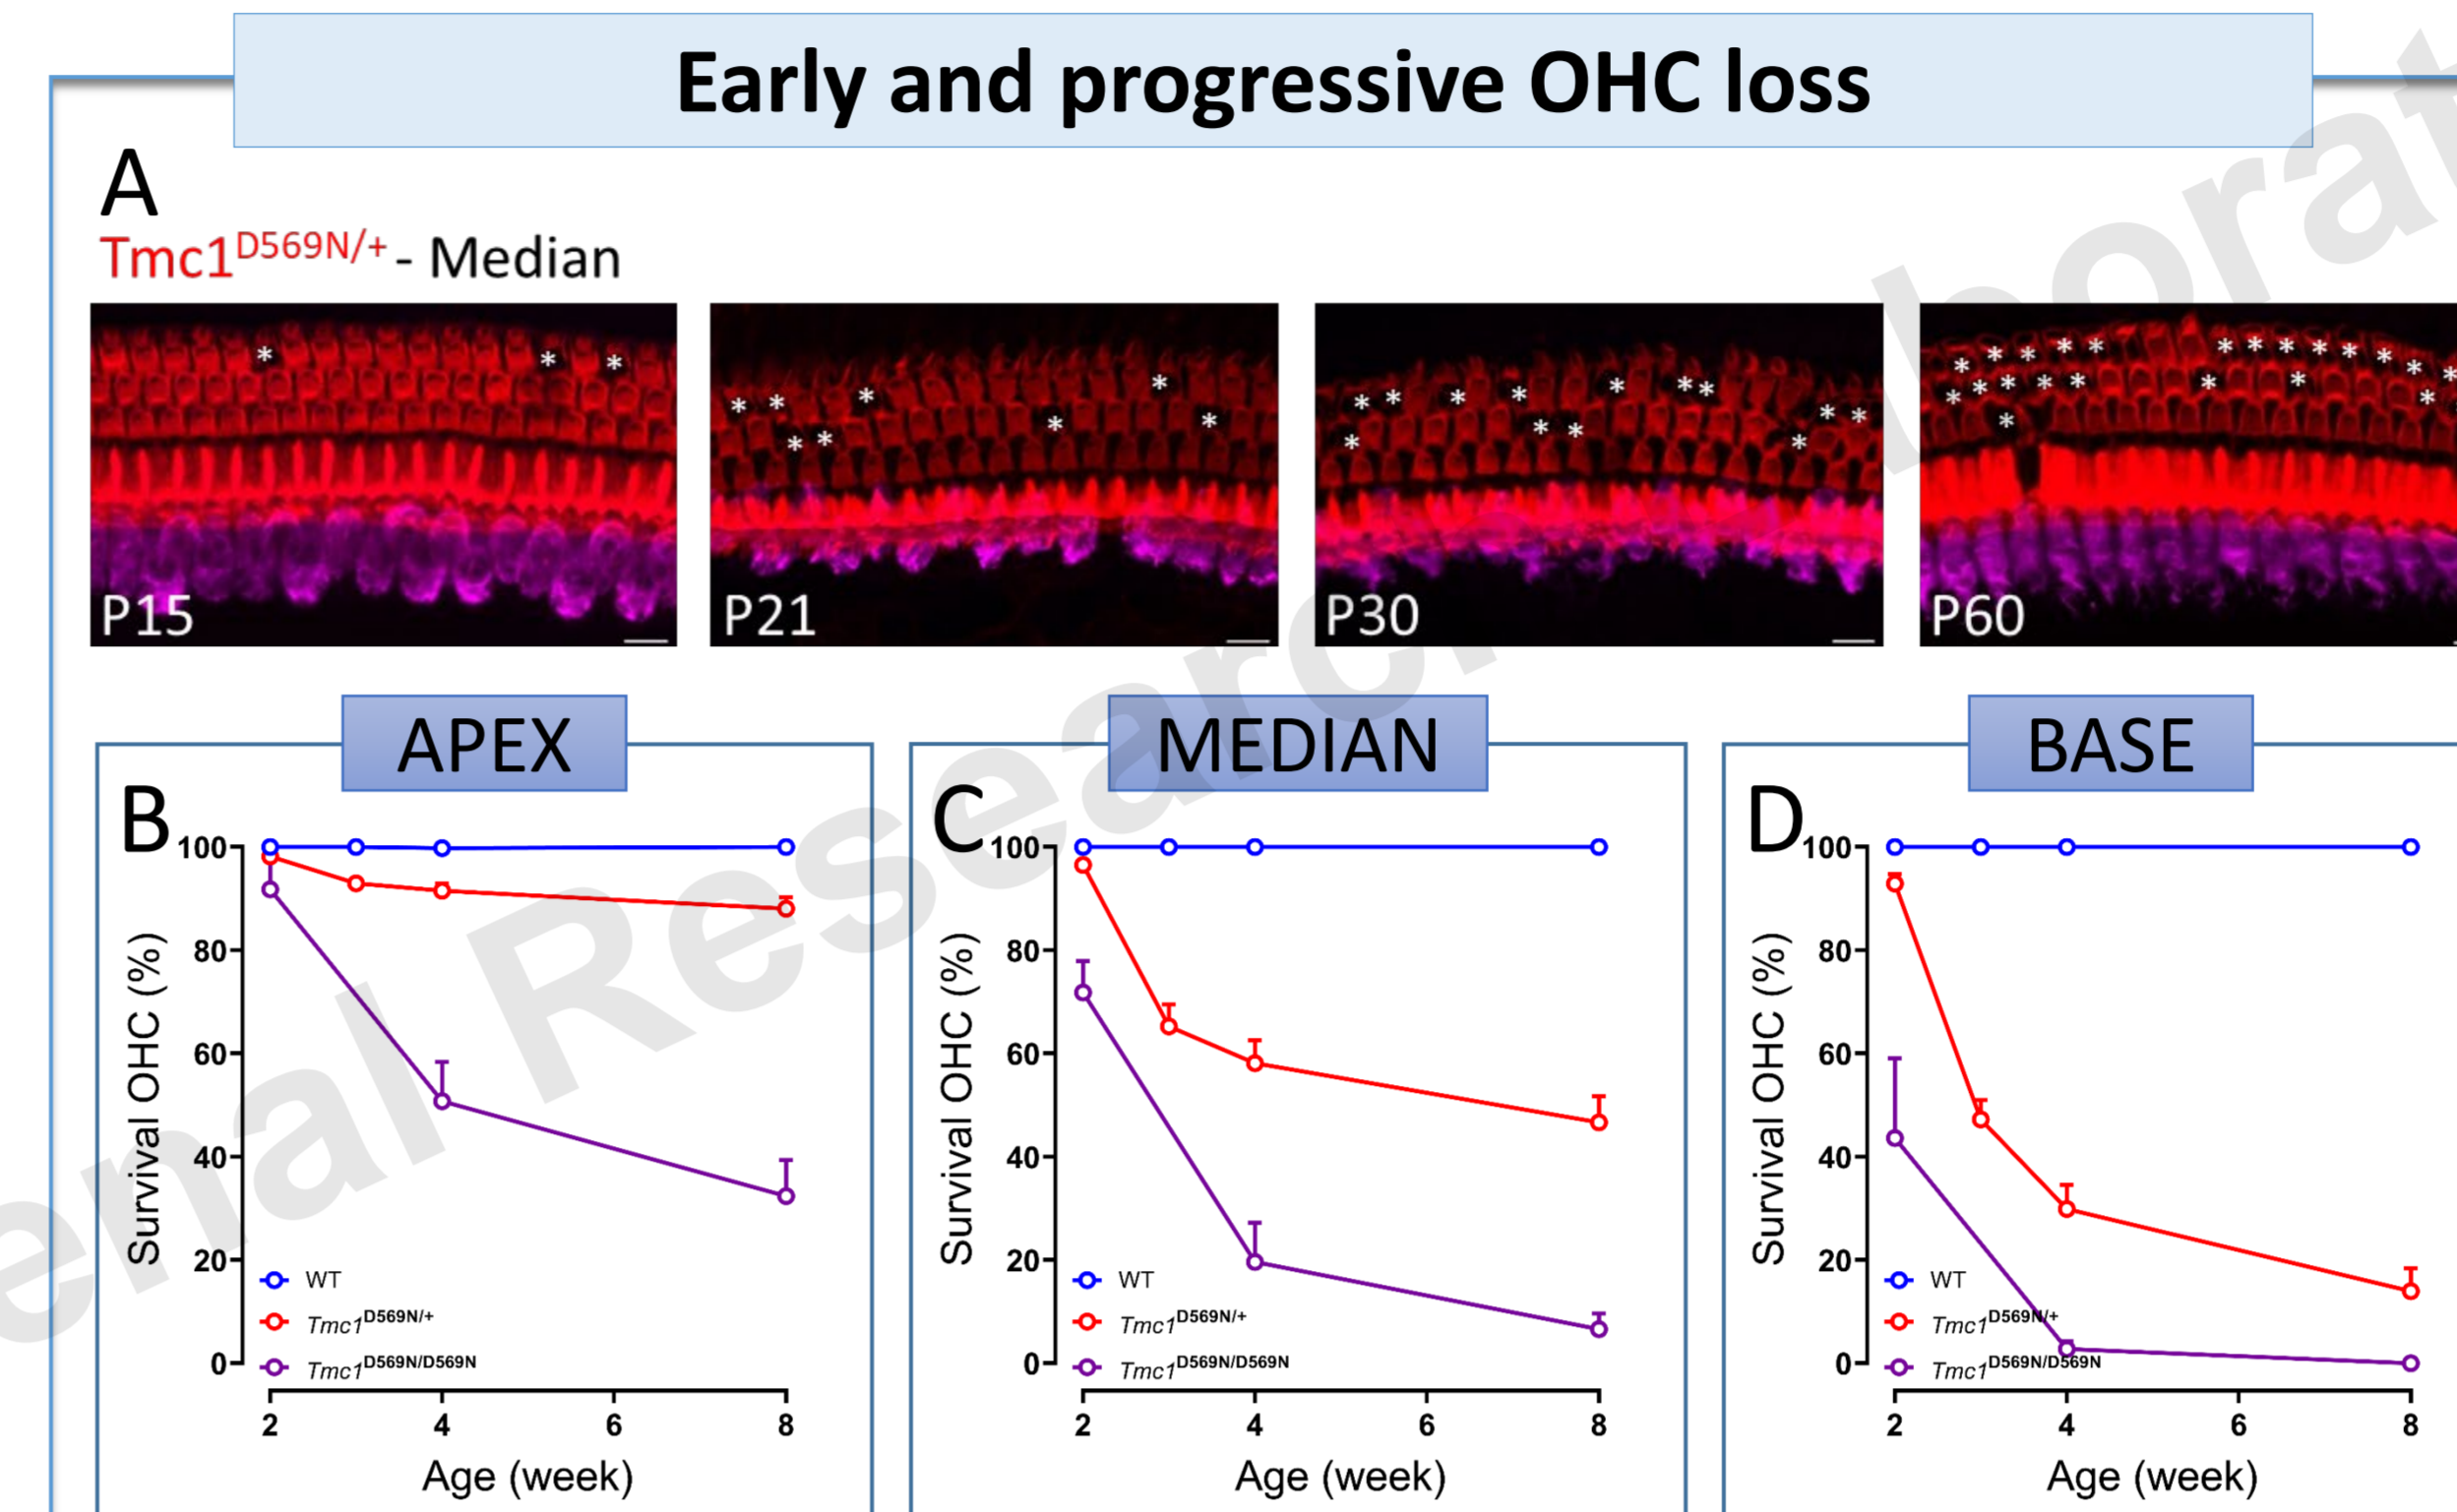 Early and progressive OHC loss
A
Tmc1D569N/+ - Median
* * *
* * * * * * * *
* * * * * * * * * * * * *
* * * * * * * * * * * * * * * * * * * * * *
P15
P21
P30
P60
APEX
MEDIAN
BASE
B
100
80
60
40
20
0
Survival OHC (%)
WT
Tmc1D569N/+
Tmc1D569N/D569N
2 4 6 8
Age (week)
C
100
80
60
40
20
0
Survival OHC (%)
WT
Tmc1D569N/+
Tmc1D569N/D569N
2 4 6 8
Age (week)
D
100
80
60
40
20
0
Survival OHC (%)
WT
Tmc1D569N/+
Tmc1D569N/D569N
2 4 6 8
Age (week)